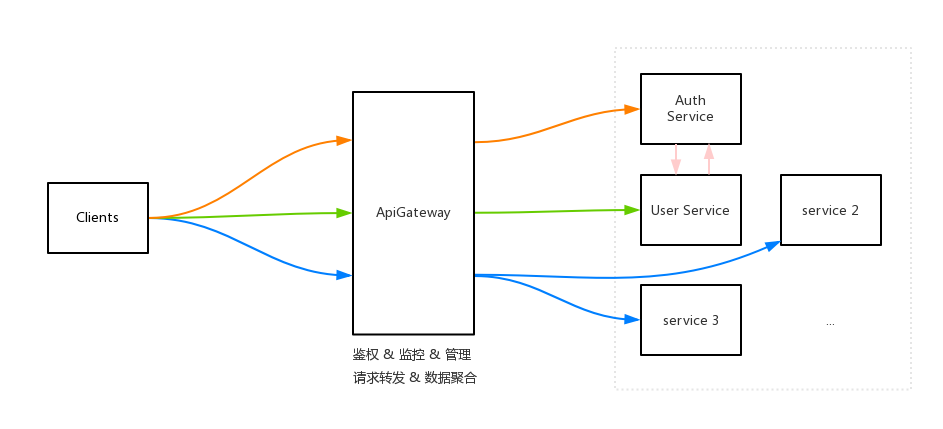 Clients
ApiGateway
鉴权 & 监控 & 管理
请求转发 & 数据聚合
Auth
Service
User Service
service 2
service 3
...